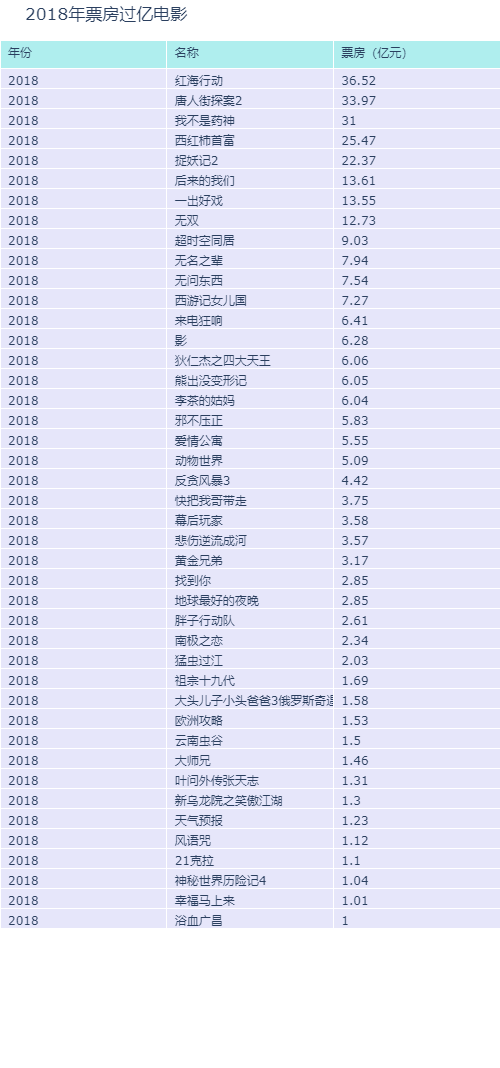 2018年票房过亿电影
年份 名称 票房（亿元）
2018 红海行动 36.52
2018 唐人街探案2 33.97
2018 我不是药神 31
2018 西红柿首富 25.47
2018 捉妖记2 22.37
2018 后来的我们 13.61
2018 一出好戏 13.55
2018 无双 12.73
2018 超时空同居 9.03
2018 无名之辈 7.94
2018 无问东西 7.54
2018 西游记女儿国 7.27
2018 来电狂响 6.41
2018 影 6.28
2018 狄仁杰之四大天王 6.06
2018 熊出没变形记 6.05
2018 李茶的姑妈 6.04
2018 邪不压正 5.83
2018 爱情公寓 5.55
2018 动物世界 5.09
2018 反贪风暴3 4.42
2018 快把我哥带走 3.75
2018 幕后玩家 3.58
2018 悲伤逆流成河 3.57
2018 黄金兄弟 3.17
2018 找到你 2.85
2018 地球最好的夜晚 2.85
2018 胖子行动队 2.61
2018 南极之恋 2.34
2018 猛虫过江 2.03
2018 祖宗十九代 1.69
2018 大头儿子小头爸爸3俄罗斯奇遇 1.58
2018 欧洲攻略 1.53
2018 云南虫谷 1.5
2018 大师兄 1.46
2018 叶问外传张天志 1.31
2018 新乌龙院之笑傲江湖 1.3
2018 天气预报 1.23
2018 风语咒 1.12
2018 21克拉 1.1
2018 神秘世界历险记4 1.04
2018 幸福马上来 1.01
2018 浴血广昌 1